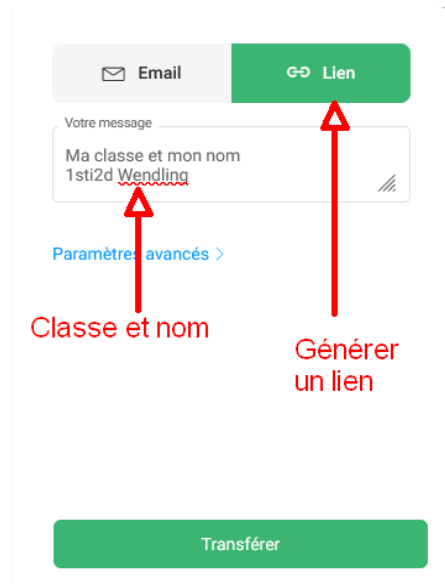 Email
Lien
Votre message
Ma classe et mon nom
1sti2d Wendling
Paramètres avancés >
Classe et nom
Générer
un lien
Transférer